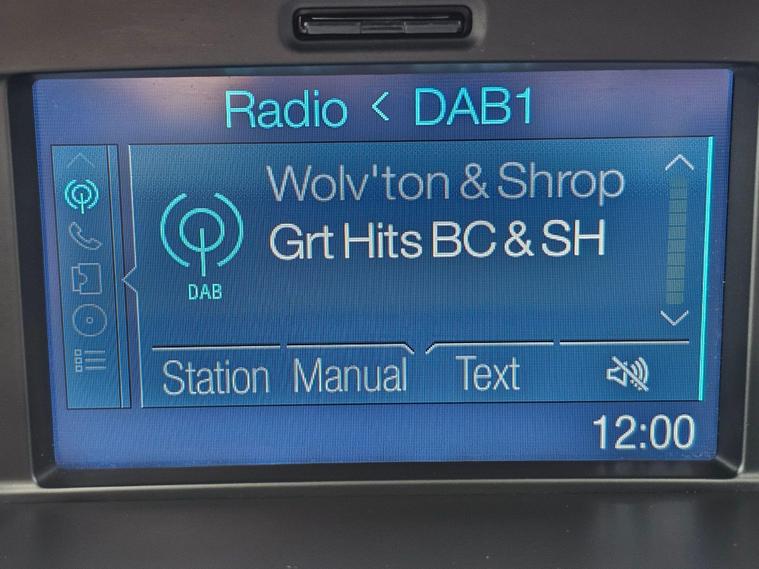 Radio < DAB1
Wolv'ton & Shrop
Grt Hits BC & SH
DAB
Station Manual Text
12:00